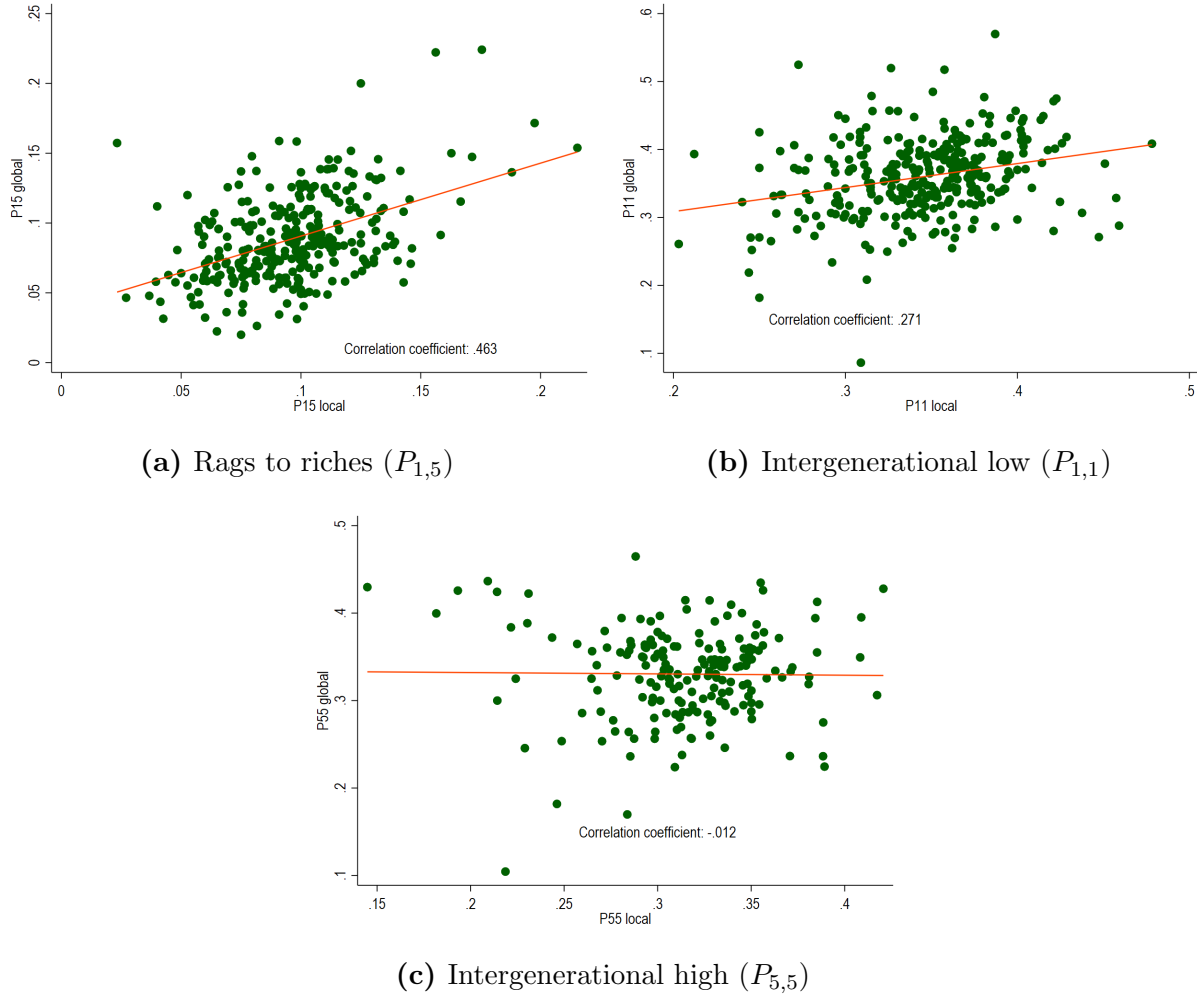 .25
.2
.15
.1
.05
0
P15 global
Correlation coefficient: .463
0 .05 .1 .15 .2
P15 local
(a) Rags to riches (P1,5)
.6
.5
.4
.3
.2
.1
P11 global
Correlation coefficient: .271
.2 .3 .4 .5
P11 local
(b) Intergenerational low (P1,1)
.5
.4
.3
.2
.1
P55 global
Correlation coefficient: -.012
.15 .2 .25 .3 .35 .4
P55 local
(c) Intergenerational high (P5,5)